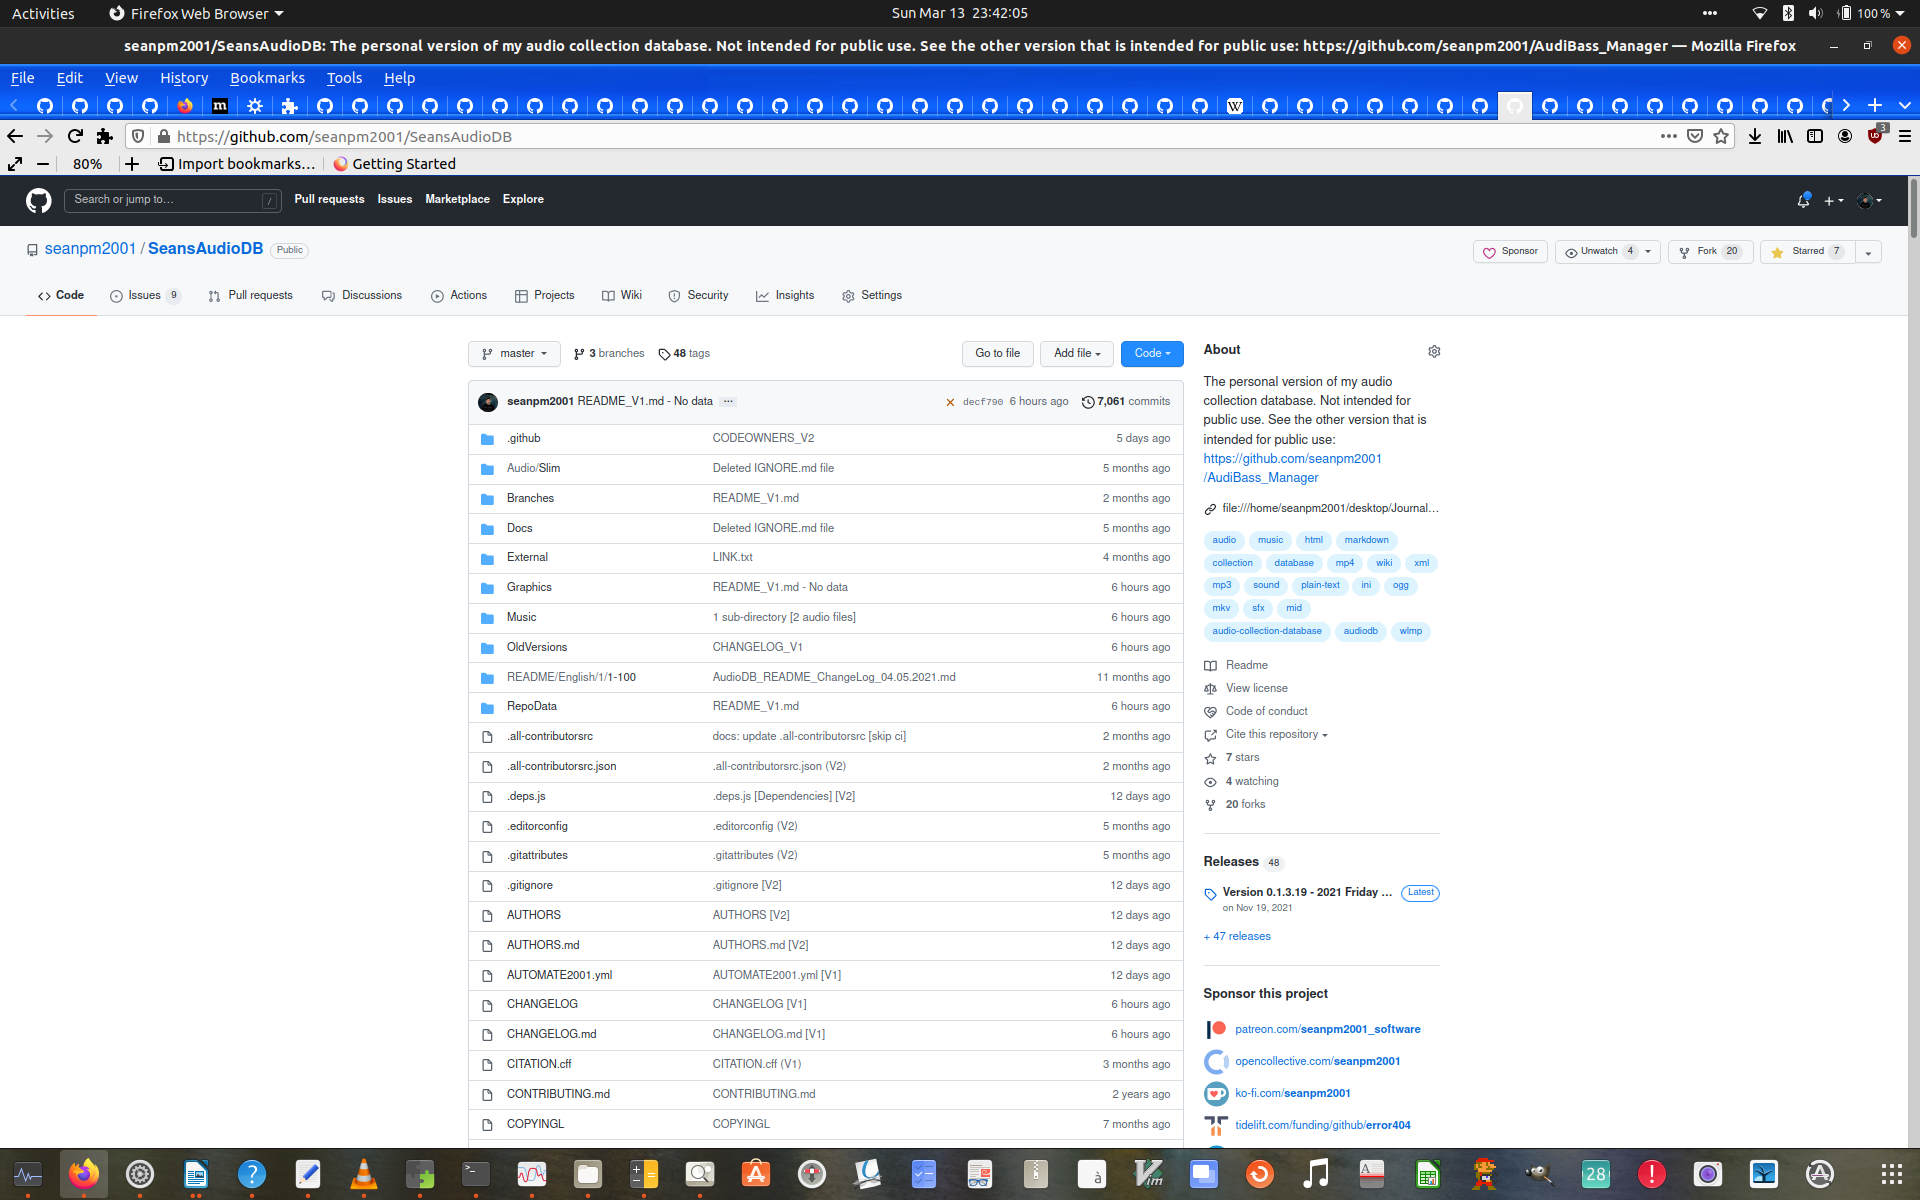 Activities Firefox Web Browser Sun Mar 13 23:42:05 100 %
seanpm2001/SeansAudioDB: The personal version of my audio collection database. Not intended for public use. See the other version that is intended for public use: https://github.com/seanpm2001/AudiBass_Manager — Mozilla Firefox
File Edit View History Bookmarks Tools Help
m W
https://github.com/seanpm2001/SeansAudioDB 3
80% Import bookmarks… Getting Started
Search or jump to… / Pull requests Issues Marketplace Explore
seanpm2001 / SeansAudioDB Public Sponsor Unwatch 4 Fork 20 Starred 7
Code Issues 9 Pull requests Discussions Actions Projects Wiki Security Insights Settings
master 3 branches 48 tags Go to file Add file Code
seanpm2001 README_V1.md - No data ... decf790 6 hours ago 7,061 commits
.github CODEOWNERS_V2 5 days ago
Audio/Slim Deleted IGNORE.md file 5 months ago
Branches README_V1.md 2 months ago
Docs Deleted IGNORE.md file 5 months ago
External LINK.txt 4 months ago
Graphics README_V1.md - No data 6 hours ago
Music 1 sub-directory [2 audio files] 6 hours ago
OldVersions CHANGELOG_V1 6 hours ago
README/English/1/1-100 AudioDB_README_ChangeLog_04.05.2021.md 11 months ago
RepoData README_V1.md 6 hours ago
.all-contributorsrc docs: update .all-contributorsrc [skip ci] 2 months ago
.all-contributorsrc.json .all-contributorsrc.json (V2) 2 months ago
.deps.js .deps.js [Dependencies] [V2] 12 days ago
.editorconfig .editorconfig (V2) 5 months ago
.gitattributes .gitattributes (V2) 5 months ago
.gitignore .gitignore [V2] 12 days ago
AUTHORS AUTHORS [V2] 12 days ago
AUTHORS.md AUTHORS.md [V2] 12 days ago
AUTOMATE2001.yml AUTOMATE2001.yml [V1] 12 days ago
CHANGELOG CHANGELOG [V1] 6 hours ago
CHANGELOG.md CHANGELOG.md [V1] 6 hours ago
CITATION.cff CITATION.cff (V1) 3 months ago
CONTRIBUTING.md CONTRIBUTING.md 2 years ago
COPYINGL COPYINGL 7 months ago
About
The personal version of my audio
collection database. Not intended for
public use. See the other version that is
intended for public use:
https://github.com/seanpm2001
/AudiBass_Manager
file:///home/seanpm2001/desktop/Journal…
audio music html markdown
collection database mp4 wiki xml
mp3 sound plain-text ini ogg
mkv sfx mid
audio-collection-database audiodb wlmp
Readme
View license
Code of conduct
Cite this repository
7 stars
4 watching
20 forks
Releases 48
Version 0.1.3.19 - 2021 Friday ... Latest
on Nov 19, 2021
+ 47 releases
Sponsor this project
patreon.com/seanpm2001_software
opencollective.com/seanpm2001
ko-fi.com/seanpm2001
tidelift.com/funding/github/error404
28